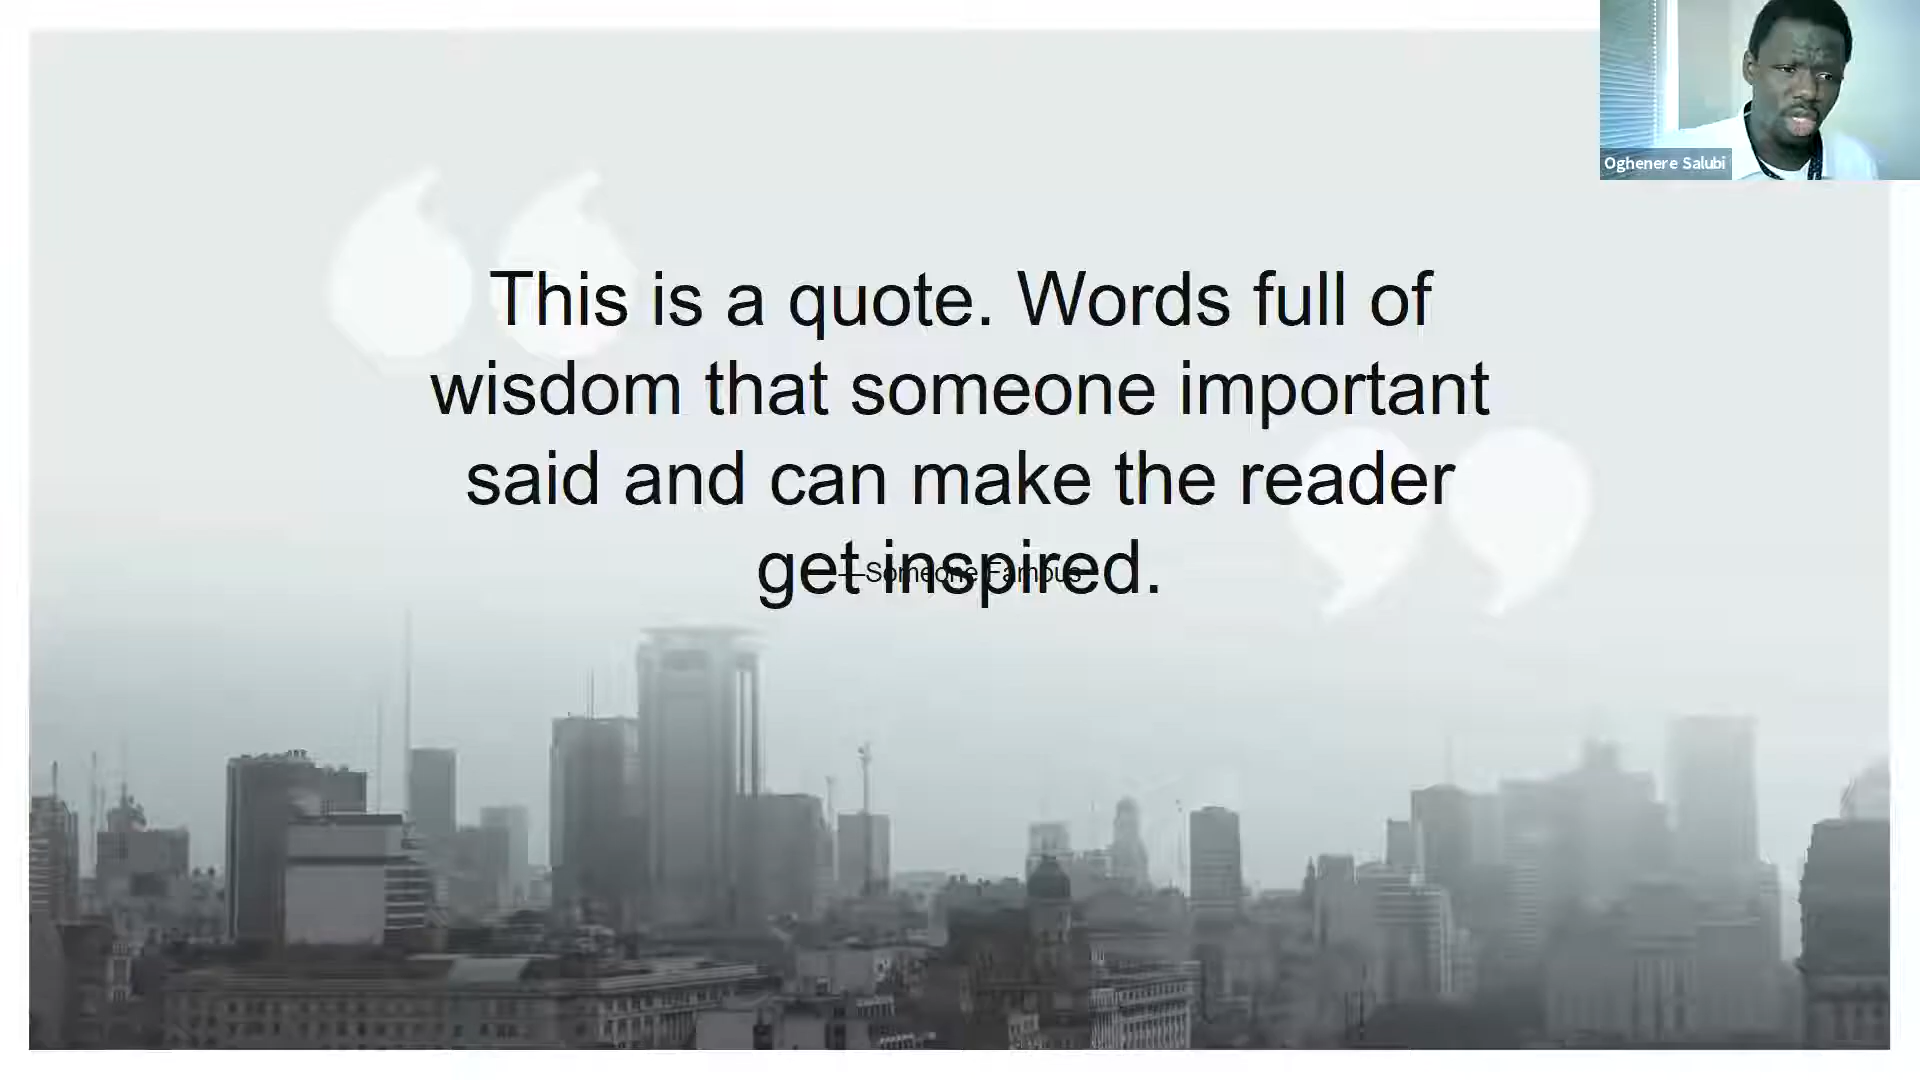 This is a quote. Words full of
wisdom that someone important
said and can make the reader
get inspired.
—Someone Famous
Oghenere Salubi